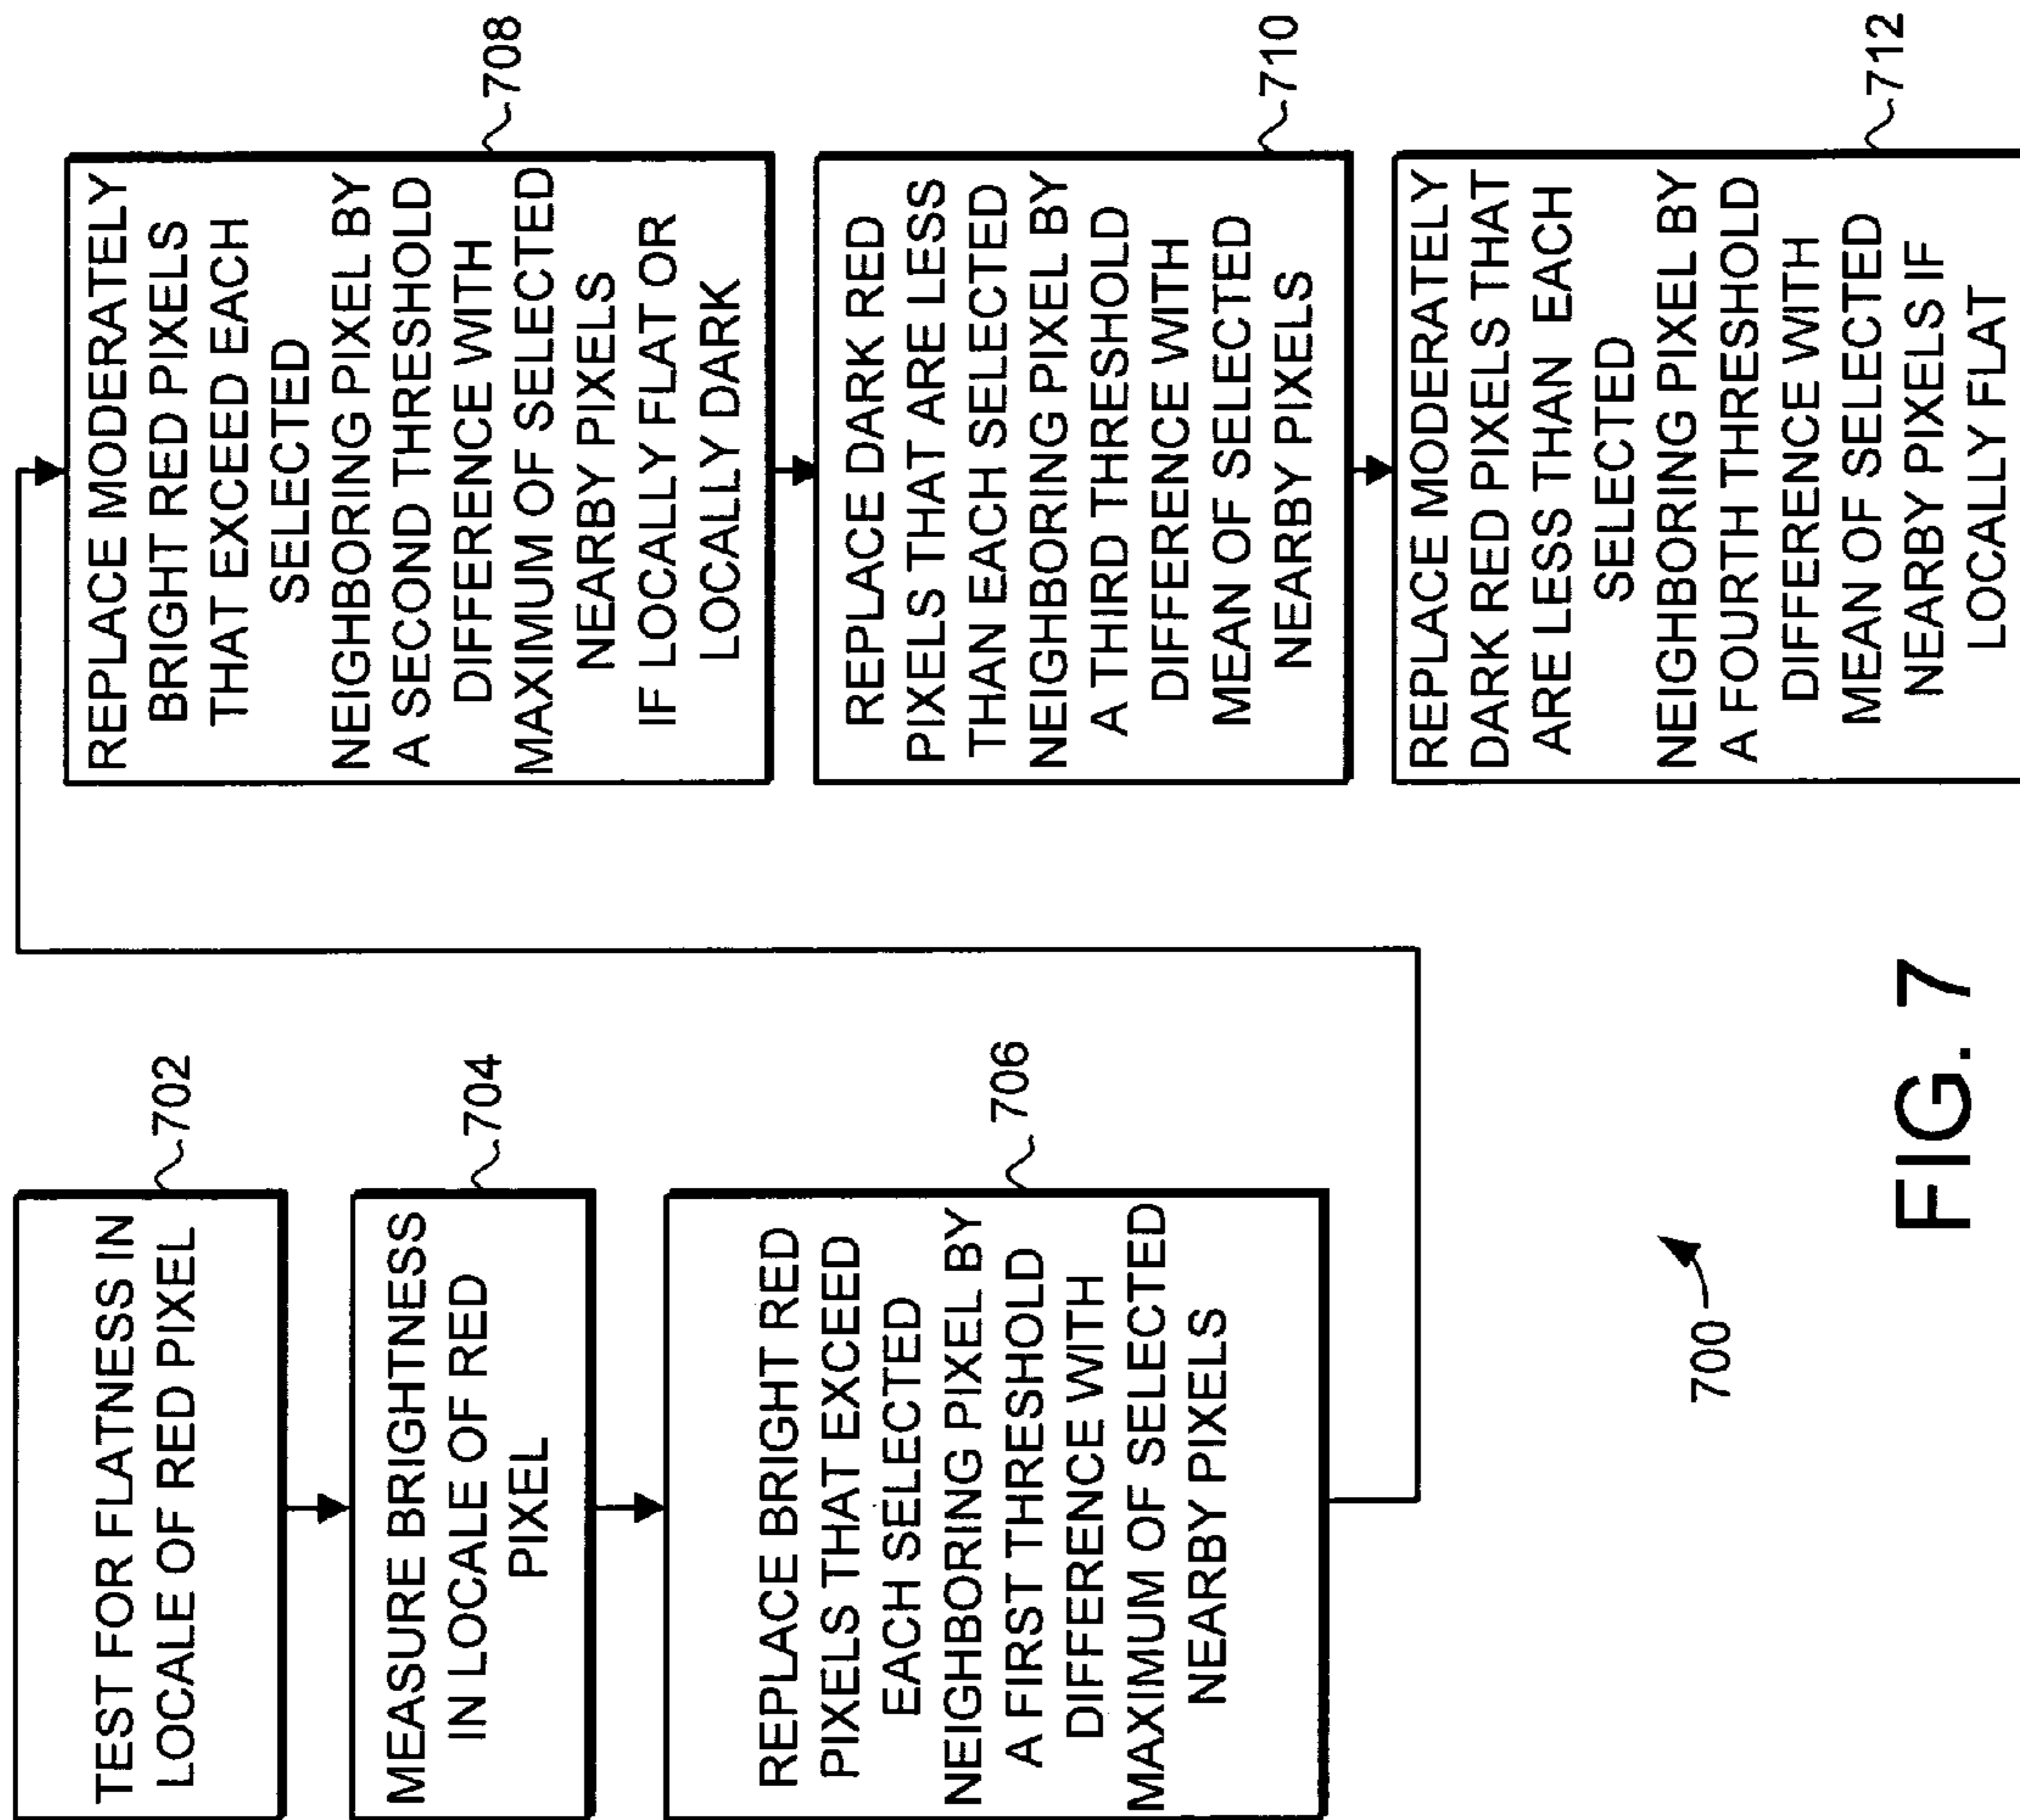 TEST FOR FLATNESS IN
LOCALE OF RED PIXEL
702
MEASURE BRIGHTNESS
IN LOCALE OF RED
PIXEL
704
REPLACE BRIGHT RED
PIXELS THAT EXCEED
EACH SELECTED
NEIGHBORING PIXEL BY
A FIRST THRESHOLD
DIFFERENCE WITH
MAXIMUM OF SELECTED
NEARBY PIXELS
706
REPLACE MODERATELY
BRIGHT RED PIXELS
THAT EXCEED EACH
SELECTED
NEIGHBORING PIXEL BY
A SECOND THRESHOLD
DIFFERENCE WITH
MAXIMUM OF SELECTED
NEARBY PIXELS
IF LOCALLY FLAT OR
LOCALLY DARK
708
REPLACE DARK RED
PIXELS THAT ARE LESS
THAN EACH SELECTED
NEIGHBORING PIXEL BY
A THIRD THRESHOLD
DIFFERENCE WITH
MEAN OF SELECTED
NEARBY PIXELS
710
REPLACE MODERATELY
DARK RED PIXELS THAT
ARE LESS THAN EACH
SELECTED
NEIGHBORING PIXEL BY
A FOURTH THRESHOLD
DIFFERENCE WITH
MEAN OF SELECTED
NEARBY PIXELS IF
LOCALLY FLAT
712
700
FIG. 7